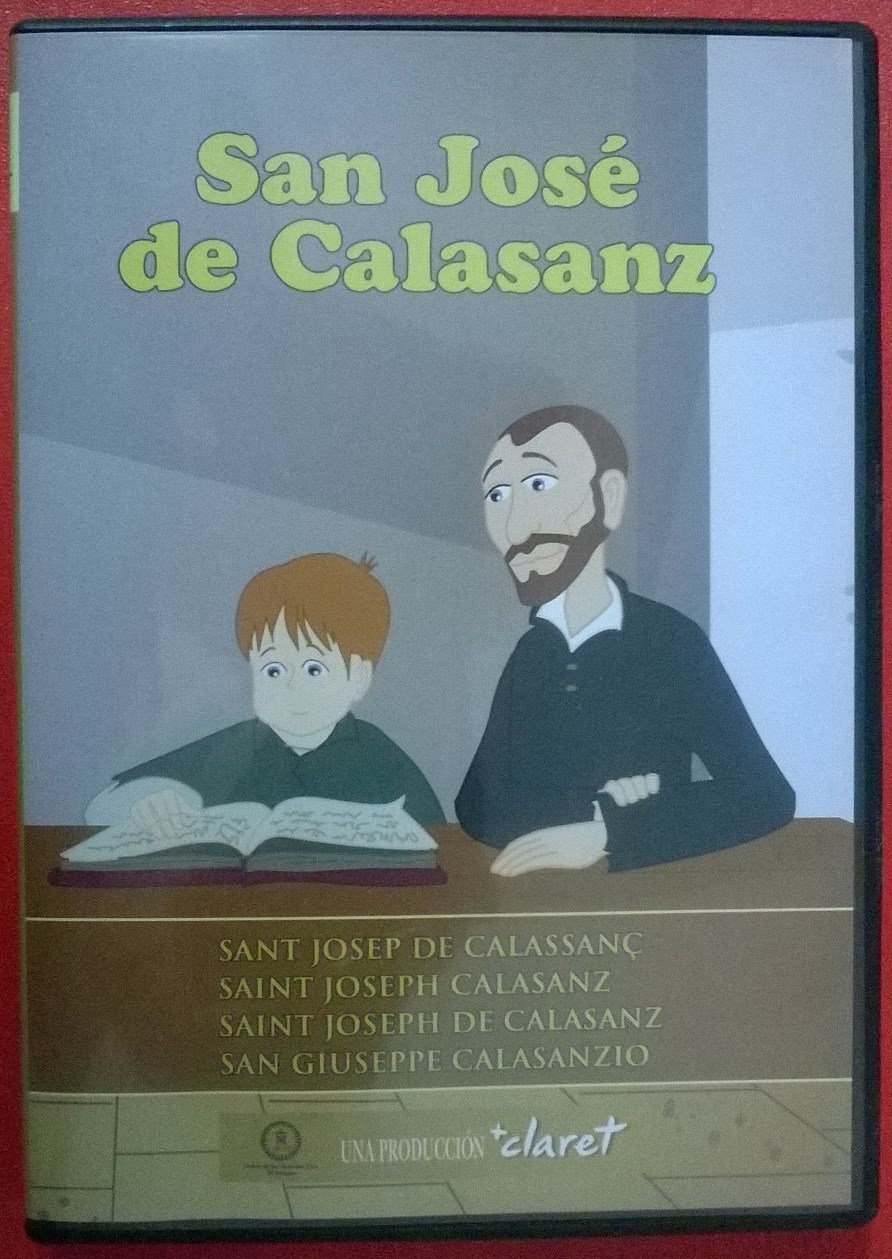 San José
de Calasanz
SANT JOSEP DE CALASSANÇ
SAINT JOSEPH CALASANZ
SAINT JOSEPH DE CALASANZ
SAN GIUSEPPE CALASANZIO
UNA PRODUCCIÓN +claret